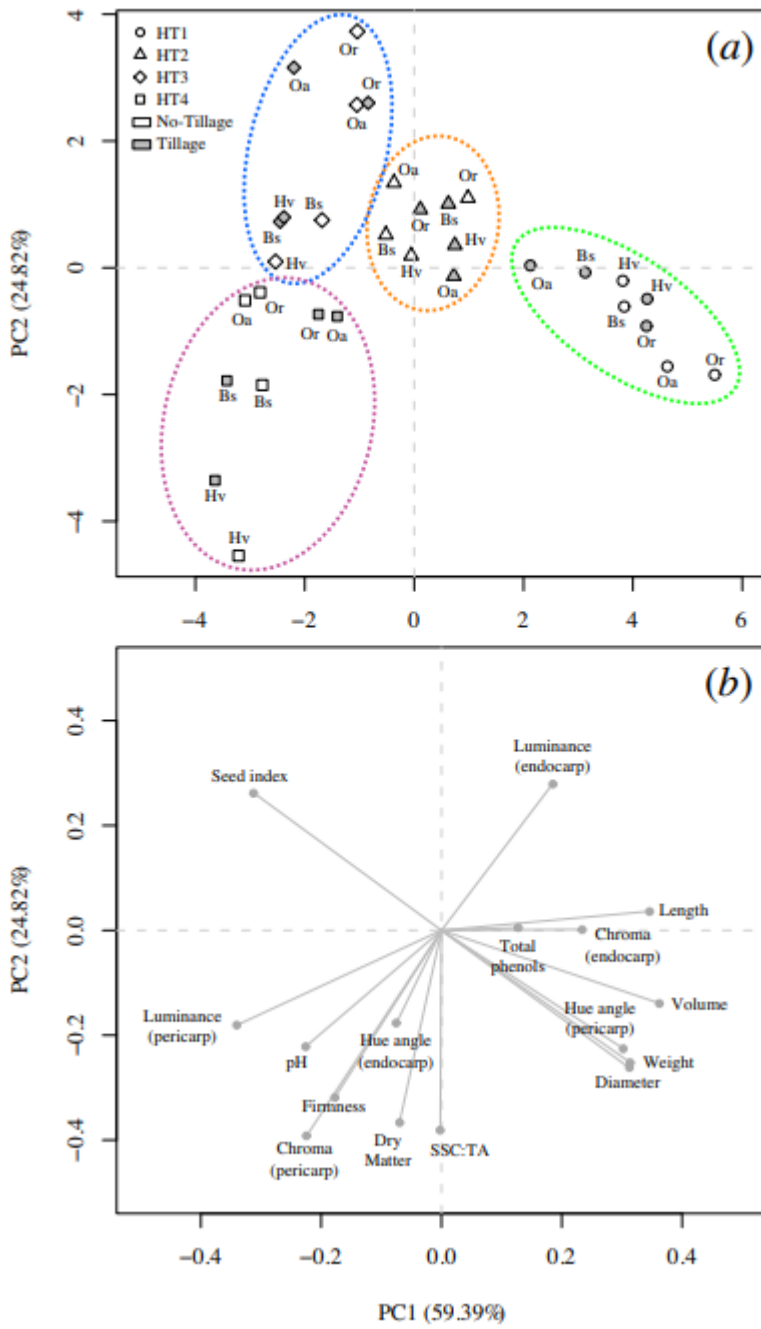 (a)
HT1
HT2
HT3
HT4
No-Tillage
Tillage
Or
Oa
Or
Oa
Hv
Bs
Bs
Hv
Oa
Or
Or
Bs
Bs
Hv
Hv
Oa
Bs
Hv
Oa
Hv
Bs
Or
Oa
Or
Oa
Or
Or
Oa
Bs
Bs
Hv
Hv
4
2
0
−2
−4
PC2 (24.82%)
−4 −2 0 2 4 6
(b)
Luminance
(endocarp)
Seed index
Length
Total
phenols
Chroma
(endocarp)
Hue angle
(pericarp)
Volume
Luminance
(pericarp)
pH
Hue angle
(endocarp)
Weight
Diameter
Firmness
Chroma
(pericarp)
Dry
Matter
SSC:TA
0.4
0.2
0.0
−0.2
−0.4
PC2 (24.82%)
−0.4 −0.2 0.0 0.2 0.4
PC1 (59.39%)